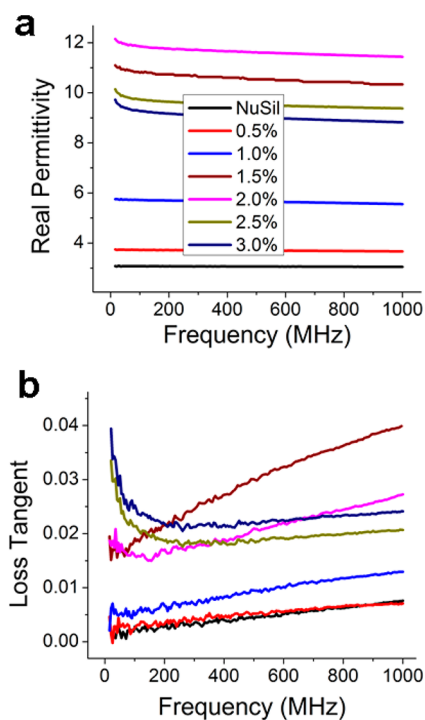 a
12
10
8
6
4
Real Permittivity
NuSil
0.5%
1.0%
1.5%
2.0%
2.5%
3.0%
0 200 400 600 800 1000
Frequency (MHz)
b
0.04
0.03
0.02
0.01
0.00
Loss Tangent
0 200 400 600 800 1000
Frequency (MHz)